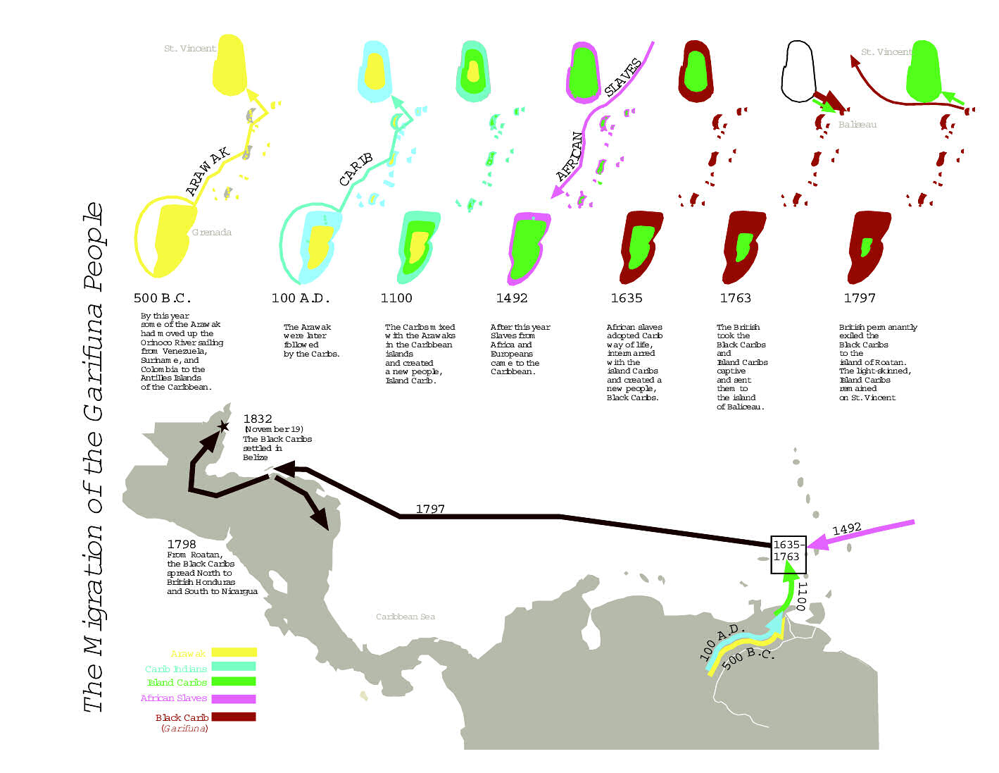 The Migration of the Garifuna People
St. Vincent
St. Vincent
ARAWAK
CARIB
AFRICAN SLAVES
Baliseau
Grenada
500 B.C.
By this year
some of the Arawak
had moved up the
Orinoco River sailing
from Venezuela,
Suriname, and
Colombia to the
Antilles Islands
of the Caribbean.
100 A.D.
The Arawak
were later
followed
by the Caribs.
1100
The Caribs mixed
with the Arawaks
in the Caribbean
islands
and created
a new people,
Island Carib.
1492
After this year
Slaves from
Africa and
Europeans
came to the
Caribbean.
1635
African slaves
adopted Carib
way of life,
intermarred
with the
island Caribs
and created a
new people,
Black Caribs.
1763
The British
took the
Black Caribs
and
Island Caribs
captive
and sent
them to
the island
of Baliceau.
1797
British permanantly
exiled the
Black Caribs
to the
island of Roatan.
The light-skinned,
Island Caribs
remained
on St. Vincent
1832
(November 19)
The Black Caribs
settled in
Belize
1797
1492
1635-
1763
1798
From Roatan,
the Black Caribs
spread North to
British Honduras
and South to Nicargua
1100
Caribbean Sea
100 A.D.
500 B.C.
Arawak
Carib Indians
Island Caribs
African Slaves
Black Carib
(Garifuna)